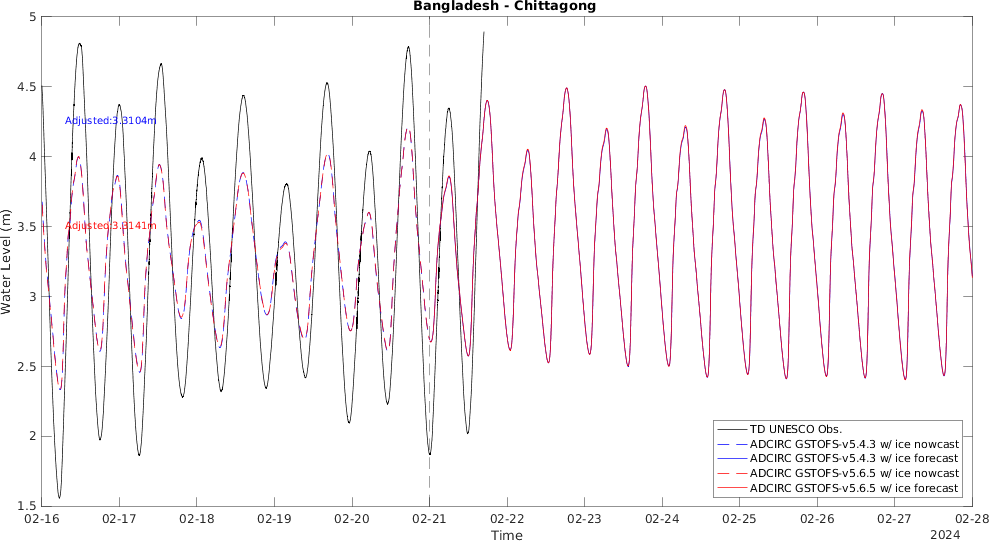 Bangladesh - Chittagong
Water Level (m)
5
4.5
4
3.5
3
2.5
2
1.5
Adjusted:3.3104m
Adjusted:3.3141m
TD UNESCO Obs.
ADCIRC GSTOFS-v5.4.3 w/ ice nowcast
ADCIRC GSTOFS-v5.4.3 w/ ice forecast
ADCIRC GSTOFS-v5.6.5 w/ ice nowcast
ADCIRC GSTOFS-v5.6.5 w/ ice forecast
02-16 02-17 02-18 02-19 02-20 02-21 02-22 02-23 02-24 02-25 02-26 02-27 02-28
Time
2024